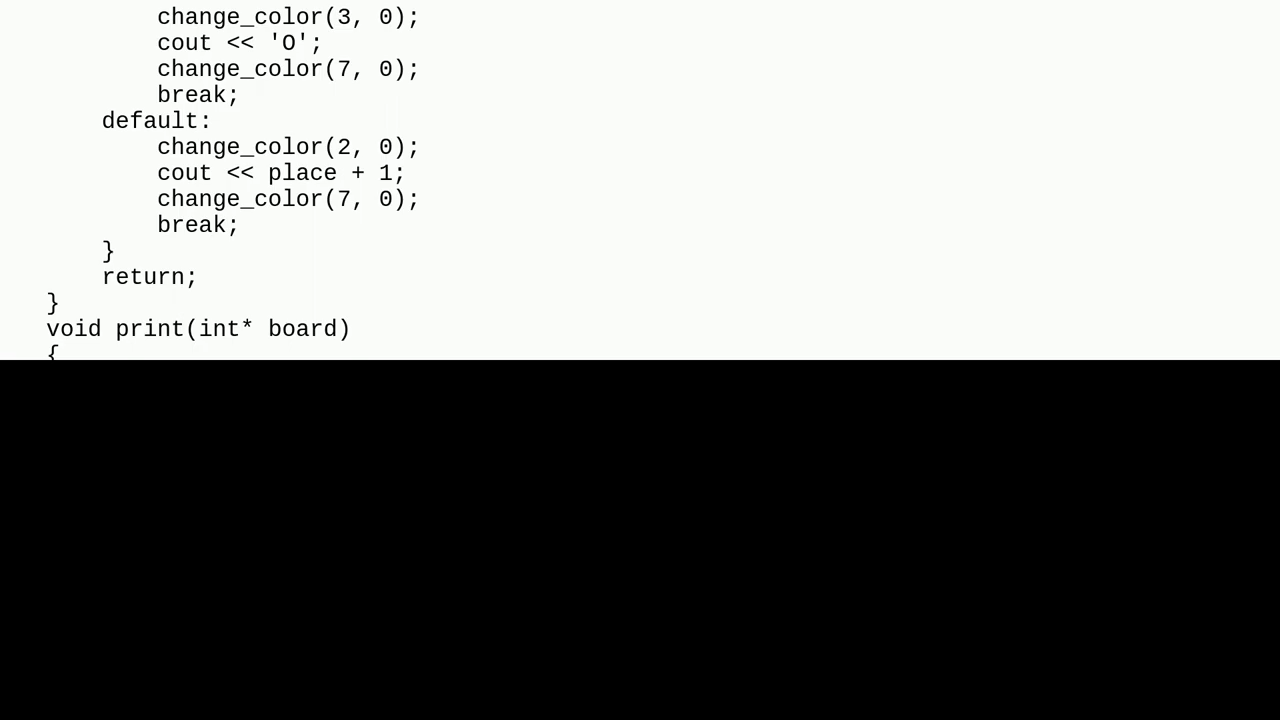 change_color(3, 0);
        cout << 'O';
        change_color(7, 0);
        break;
    default:
        change_color(2, 0);
        cout << place + 1;
        change_color(7, 0);
        break;
    }
    return;
}
void print(int* board)
{